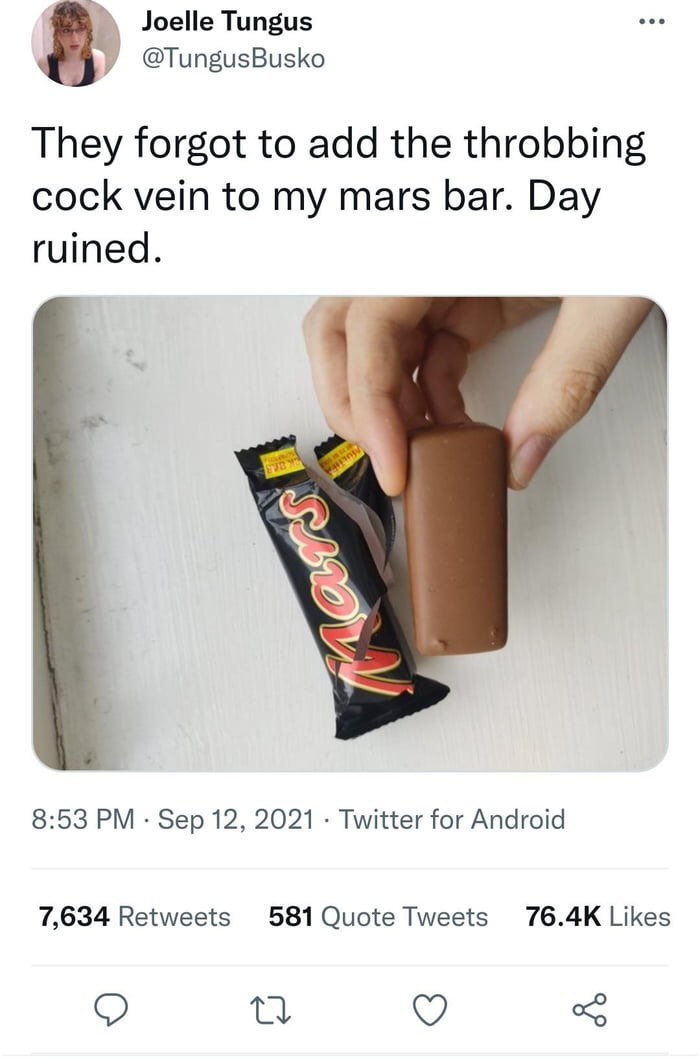 Joelle Tungus
@TungusBusko
They forgot to add the throbbing
cock vein to my mars bar. Day
ruined.
Mars
8:53 PM · Sep 12, 2021 · Twitter for Android
7,634 Retweets 581 Quote Tweets 76.4K Likes